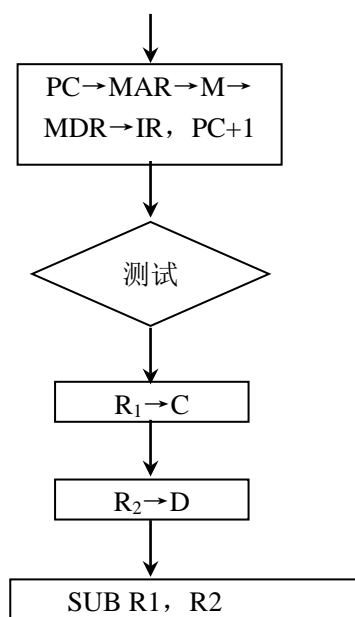 PC→MAR→M→
MDR→IR，PC+1
测试
R₁→C
R₂→D
SUB R1，R2